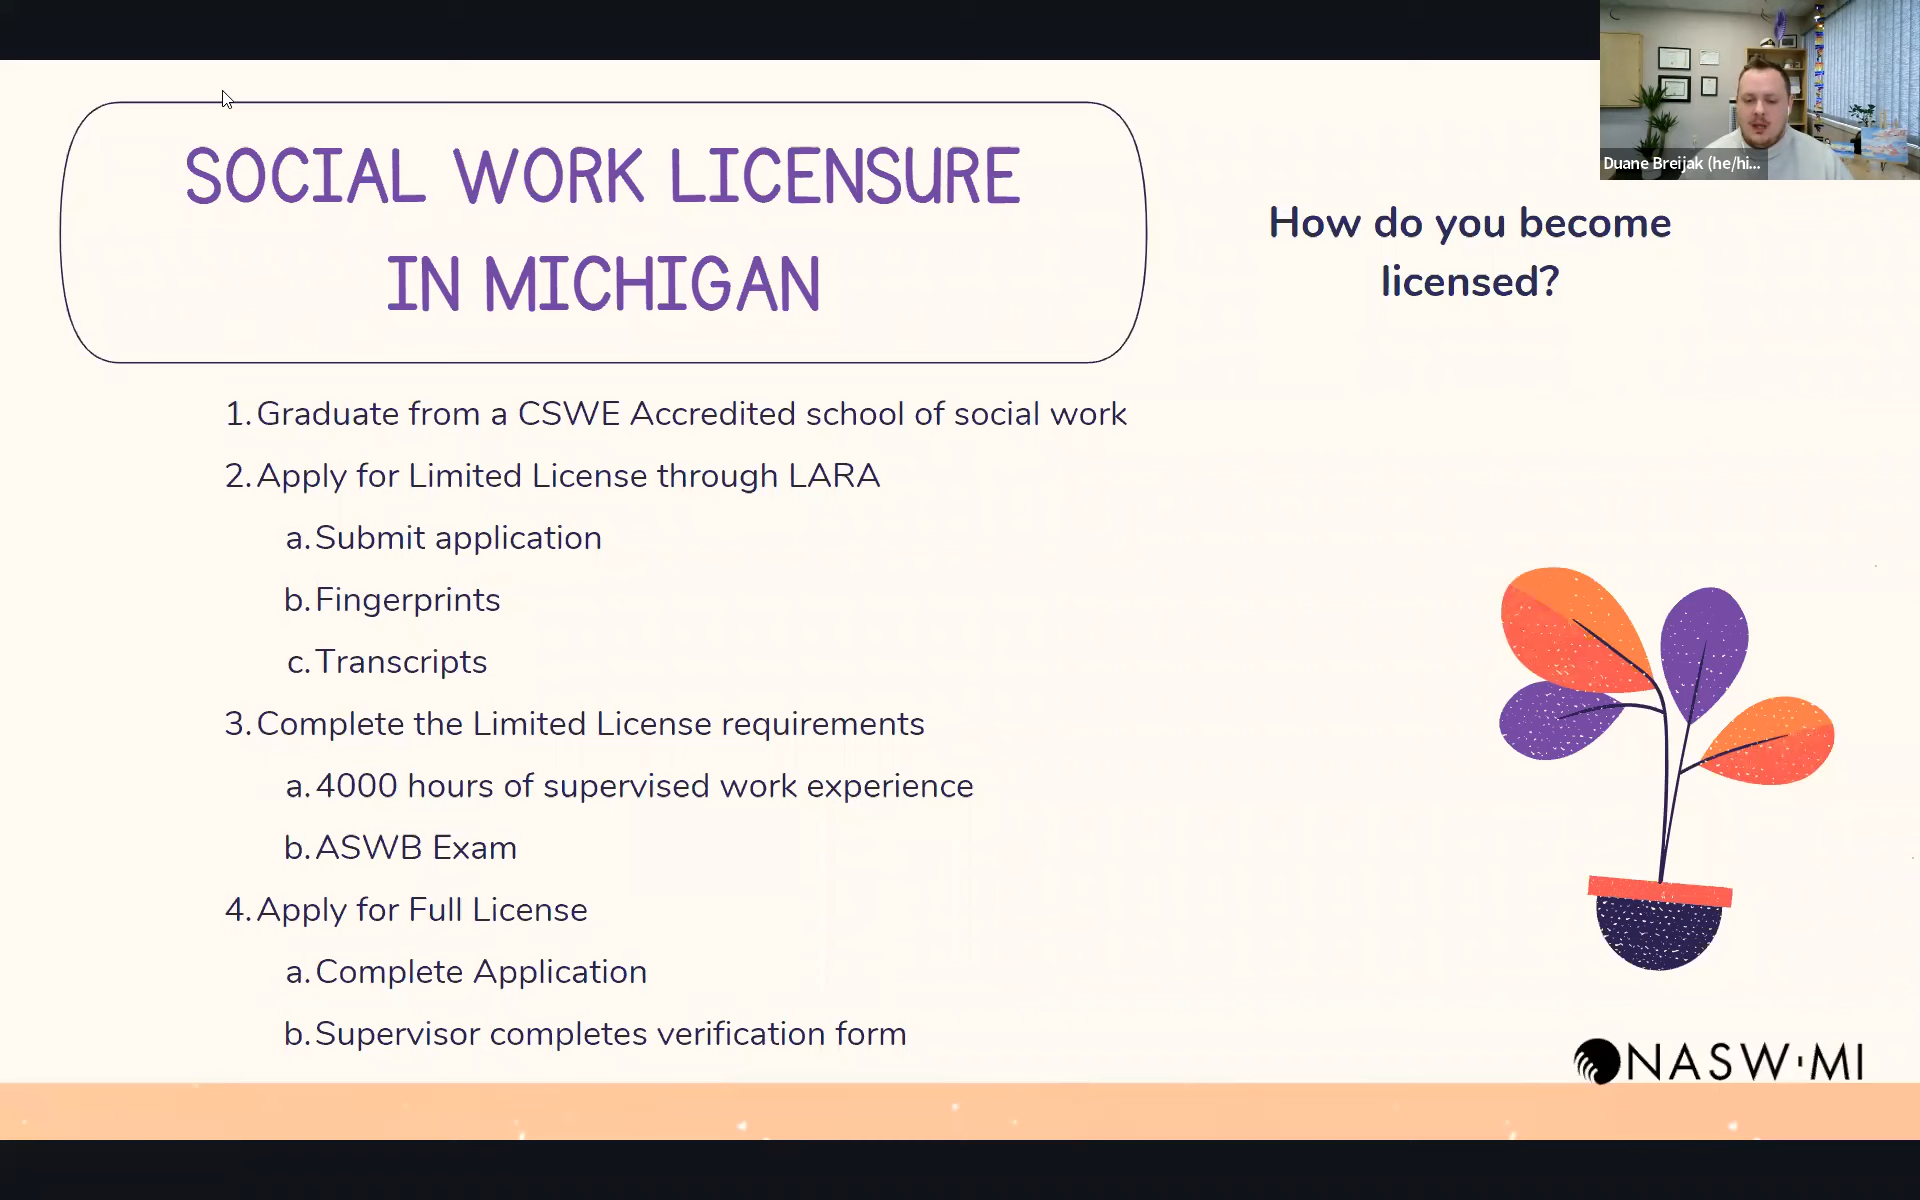 SOCIAL WORK LICENSURE
IN MICHIGAN
Duane Breijak (he/hi...
How do you become
licensed?
1. Graduate from a CSWE Accredited school of social work
2. Apply for Limited License through LARA
a. Submit application
b. Fingerprints
c. Transcripts
3. Complete the Limited License requirements
a. 4000 hours of supervised work experience
b. ASWB Exam
4. Apply for Full License
a. Complete Application
b. Supervisor completes verification form
NASW·MI